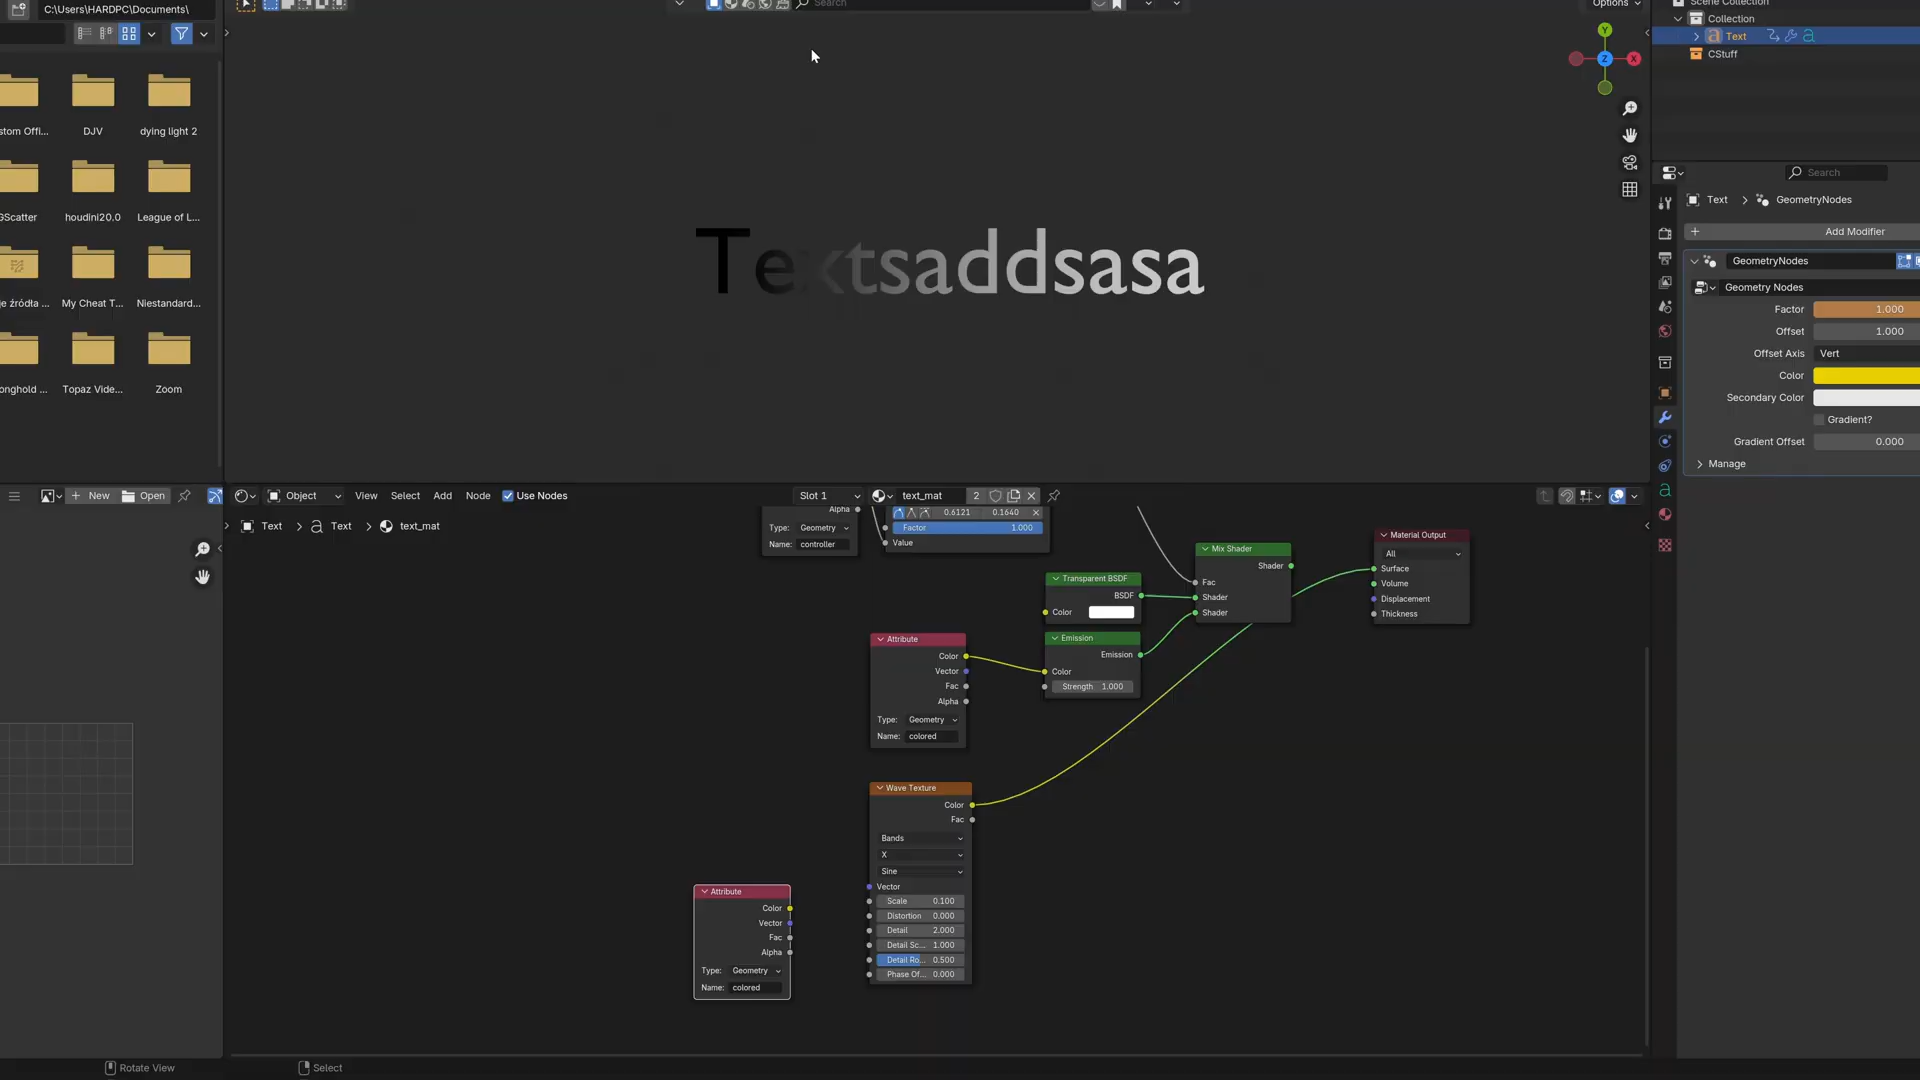 C:\Users\HARDPC\Documents\
Search
Options
Scene Collection
Collection
Text
CStuff
stom Offi...
DJV
dying light 2
GScatter
houdini20.0
League of L...
je źródła ...
My Cheat T...
Niestandard...
onghold ...
Topaz Vide...
Zoom
Y
Z
X
Textsaddsasa
Search
Text
GeometryNodes
Add Modifier
GeometryNodes
Geometry Nodes
Factor 1.000
Offset 1.000
Offset Axis Vert
Color
Secondary Color
Gradient?
Gradient Offset 0.000
Manage
New Open
Object View Select Add Node Use Nodes Slot 1 text_mat 2
Text Text text_mat
Alpha
Type: Geometry
Name: controller
0.6121 0.1640
Factor 1.000
Value
Transparent BSDF
BSDF
Color
Mix Shader
Shader
Fac
Shader
Shader
Material Output
All
Surface
Volume
Displacement
Thickness
Attribute
Color
Vector
Fac
Alpha
Type: Geometry
Name: colored
Emission
Emission
Color
Strength 1.000
Wave Texture
Color
Fac
Bands
X
Sine
Vector
Scale 0.100
Distortion 0.000
Detail 2.000
Detail Sc... 1.000
Detail Ro... 0.500
Phase Of... 0.000
Attribute
Color
Vector
Fac
Alpha
Type: Geometry
Name: colored
Rotate View
Select